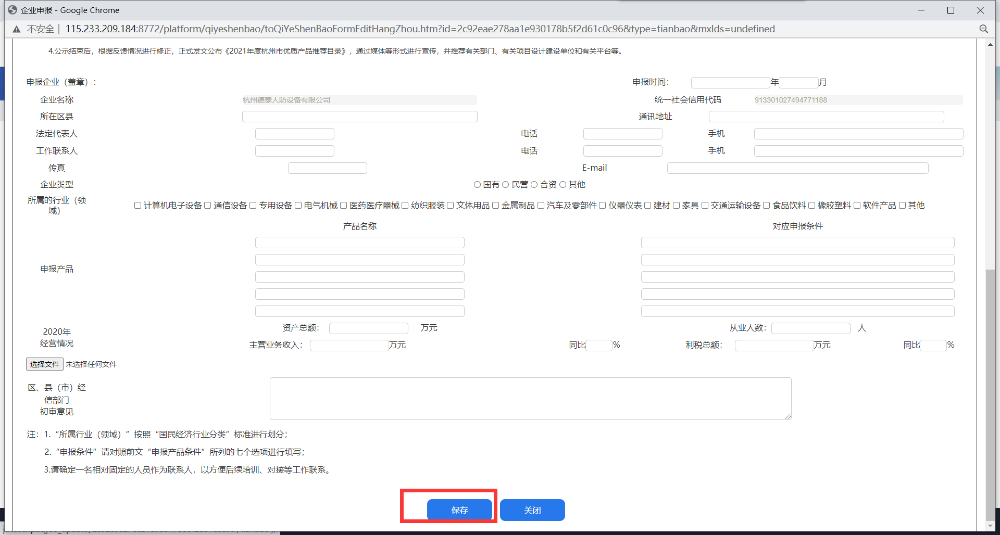 企业申报 - Google Chrome
不安全 | 115.233.209.184:8772/platform/qiyeshenbao/toQiYeShenBaoFormEditHangZhou.htm?id=2c92eae278aa1e930178b5f2d61c0c96&type=tianbao&mxIds=undefined
4.公示结束后，根据反馈情况进行修正，正式发文公布《2021年度杭州市优质产品推荐目录》，通过媒体等形式进行宣传，并推荐有关部门、有关项目设计建设单位和有关平台等。
申报企业（盖章）： 申报时间： 年 月
企业名称 杭州德泰人防设备有限公司 统一社会信用代码 913301027494771188
所在区县 通讯地址
法定代表人 电话 手机
工作联系人 电话 手机
传真 E-mail
企业类型 国有 民营 合资 其他
所属的行业（领
域） 计算机电子设备 通信设备 专用设备 电气机械 医药医疗器械 纺织服装 文体用品 金属制品 汽车及零部件 仪器仪表 建材 家具 交通运输设备 食品饮料 橡胶塑料 软件产品 其他
产品名称 对应申报条件
申报产品
2020年
经营情况
资产总额： 万元 从业人数： 人
主营业务收入： 万元 同比 % 利税总额： 万元 同比 %
选择文件 未选择任何文件
区、县（市）经
信部门
初审意见
注：1.“所属行业（领域）”按照“国民经济行业分类”标准进行划分；
2.“申报条件”请对照前文“申报产品条件”所列的七个选项进行填写；
3.请确定一名相对固定的人员作为联系人，以方便后续培训、对接等工作联系。
保存 关闭